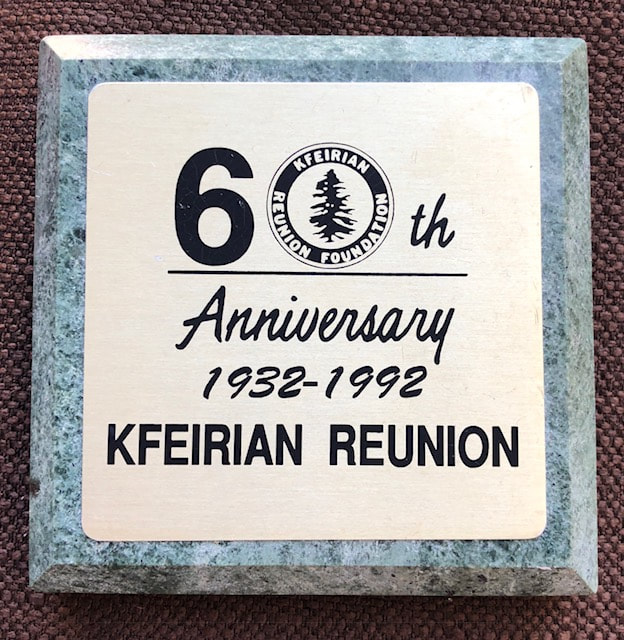 60th
KFEIRIAN
REUNION FOUNDATION
Anniversary
1932-1992
KFEIRIAN REUNION